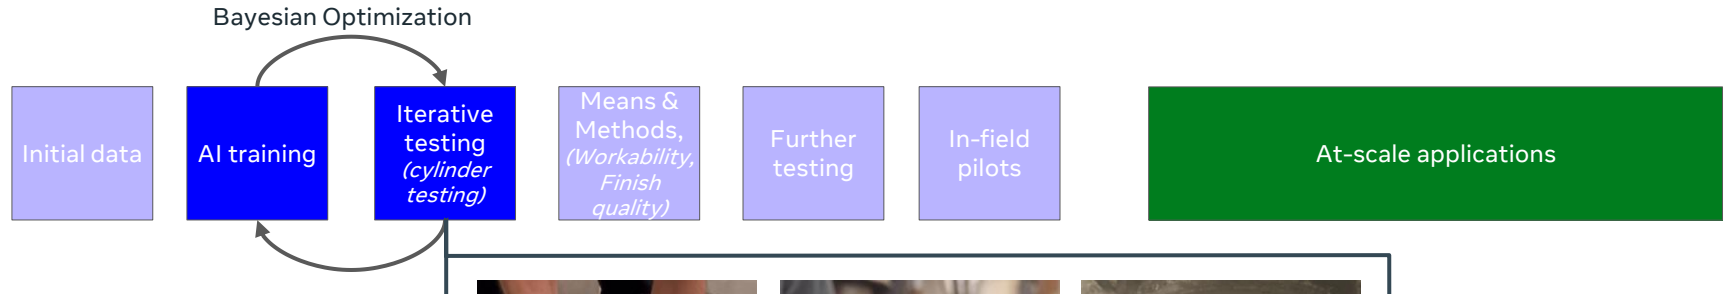 Bayesian Optimization
Initial data
AI training
Iterative
testing
(cylinder
testing)
Means &
Methods,
(Workability,
Finish
quality)
Further
testing
In-field
pilots
At-scale applications